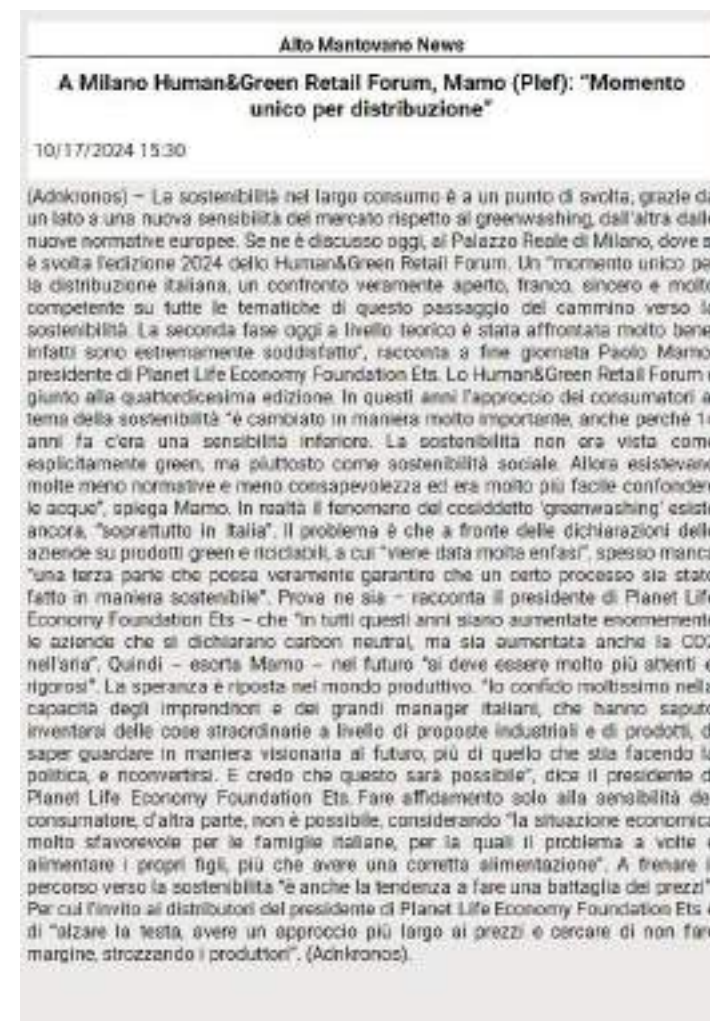 Alto Mantovano News
A Milano Human&Green Retail Forum, Mamo (Plef): "Momento
unico per distribuzione"
10/17/2024 15:30
(Adnkronos) – La sostenibilità nel largo consumo è a un punto di svolta, grazie da
un lato a una nuova sensibilità del mercato rispetto al greenwashing, dall'altra dalle
nuove normative europee. Se ne è discusso oggi, al Palazzo Reale di Milano, dove s
è svolta l'edizione 2024 dello Human&Green Retail Forum. Un "momento unico pe
la distribuzione italiana, un confronto veramente aperto, franco, sincero e molto
competente su tutte le tematiche di questo passaggio del cammino verso la
sostenibilità. La seconda fase oggi a livello teorico è stata affrontata molto bene
infatti sono estremamente soddisfatto", racconta a fine giornata Paolo Mamo
presidente di Planet Life Economy Foundation Ets. Lo Human&Green Retail Forum
giunto alla quattordicesima edizione. In questi anni l'approccio dei consumatori a
tema della sostenibilità "è cambiato in maniera molto importante, anche perché 14
anni fa c'era una sensibilità inferiore. La sostenibilità non era vista come
esplicitamente green, ma piuttosto come sostenibilità sociale. Allora esistevano
molte meno normative e meno consapevolezza ed era molto più facile confondere
le acque", spiega Mamo. In realtà il fenomeno del cosiddetto 'greenwashing' esiste
ancora, "soprattutto in Italia". Il problema è che a fronte delle dichiarazioni delle
aziende su prodotti green e riciclabili, a cui "viene data molta enfasi", spesso manca
"una terza parte che possa veramente garantire che un certo processo sia stato
fatto in maniera sostenibile". Prova ne sia – racconta il presidente di Planet Life
Economy Foundation Ets – che "in tutti questi anni siano aumentate enormemente
le aziende che si dichiarano carbon neutral, ma sia aumentata anche la CO2
nell'aria". Quindi – esorta Mamo – nel futuro "si deve essere molto più attenti e
rigorosi". La speranza è riposta nel mondo produttivo. "Io confido moltissimo nella
capacità degli imprenditori e dei grandi manager italiani, che hanno saputo
inventarsi delle cose straordinarie a livello di proposte industriali e di prodotti, d
saper guardare in maniera visionaria al futuro, più di quello che stia facendo la
politica, e riconvertirsi. E credo che questo sarà possibile", dice il presidente d
Planet Life Economy Foundation Ets. Fare affidamento solo alla sensibilità de
consumatore, d'altra parte, non è possibile, considerando "la situazione economica
molto sfavorevole per le famiglie italiane, per la quali il problema a volte è
alimentare i propri figli, più che avere una corretta alimentazione". A frenare i
percorso verso la sostenibilità "è anche la tendenza a fare una battaglia dei prezzi"
Per cui l'invito ai distributori del presidente di Planet Life Economy Foundation Ets è
di "alzare la testa, avere un approccio più largo ai prezzi e cercare di non fare
margine, strozzando i produttori". (Adnkronos).